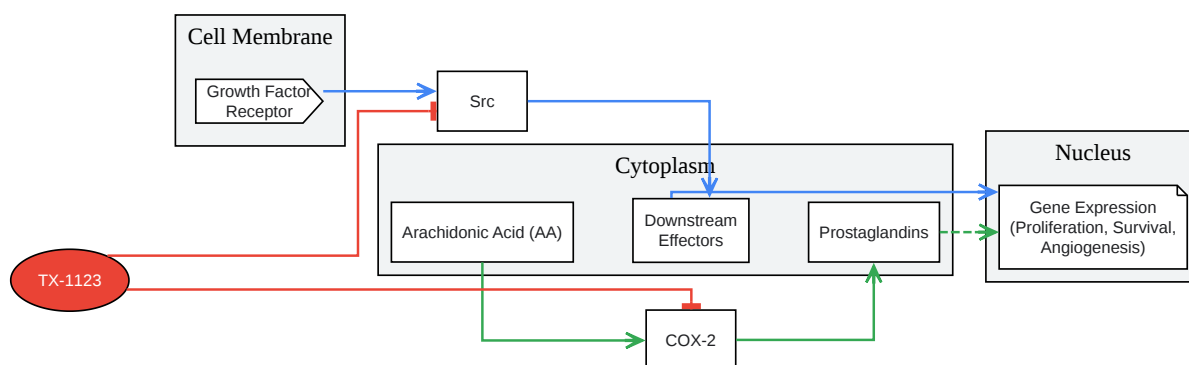 Cell Membrane
Growth Factor
Receptor
Src
Cytoplasm
Nucleus
Arachidonic Acid (AA)
Downstream
Effectors
Prostaglandins
Gene Expression
(Proliferation, Survival,
Angiogenesis)
TX-1123
COX-2